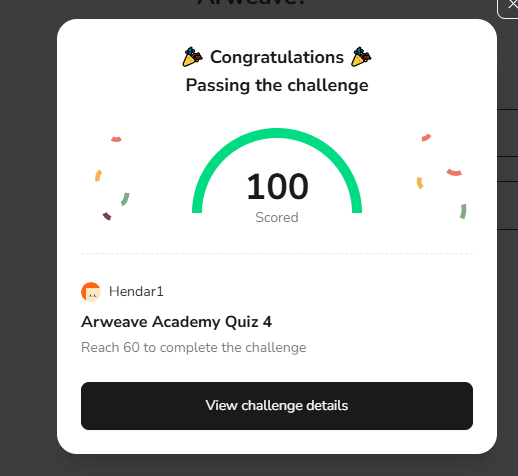 Arweave?
Congratulations
Passing the challenge
100
Scored
Hendar1
Arweave Academy Quiz 4
Reach 60 to complete the challenge
View challenge details